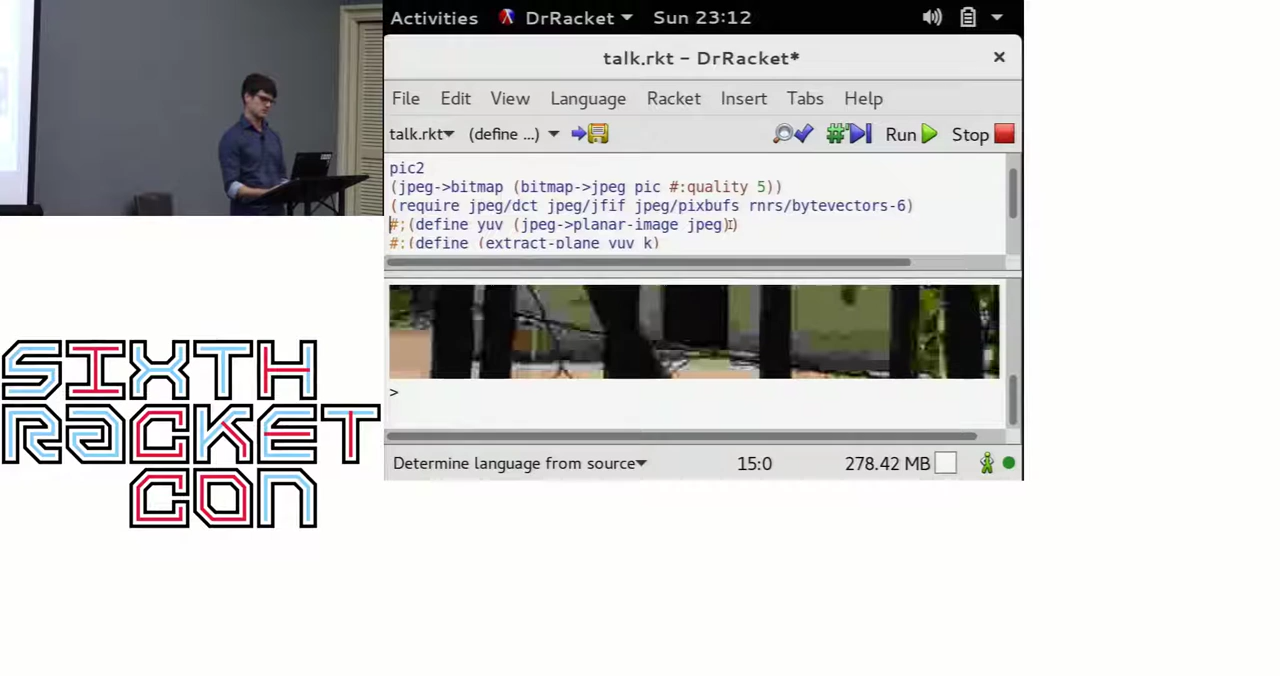 Activities DrRacket Sun 23:12
talk.rkt - DrRacket*
File Edit View Language Racket Insert Tabs Help
talk.rkt (define ...) Run Stop
pic2
(jpeg->bitmap (bitmap->jpeg pic #:quality 5))
(require jpeg/dct jpeg/jfif jpeg/pixbufs rnrs/bytevectors-6)
#;(define yuv (jpeg->planar-image jpeg))
#;(define (extract-plane yuv k)
>
Determine language from source 15:0 278.42 MB
SIXTH
RACKET
CON